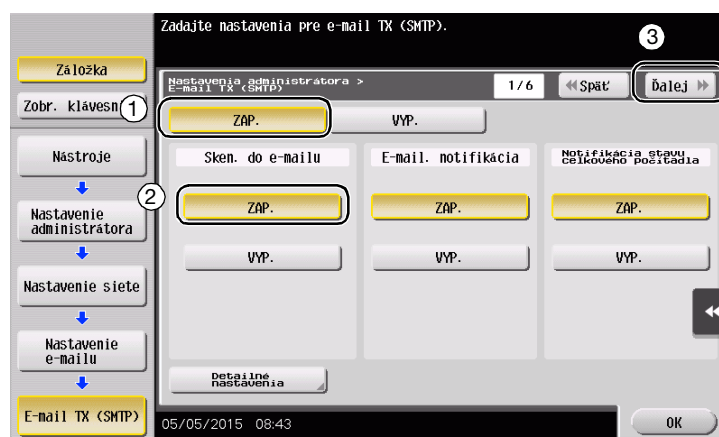 Zadajte nastavenia pre e-mail TX (SMTP).
3
Záložka
Zobr. klávesn
1
Nastavenia administrátora >
E-mail TX (SMTP)
1/6
Späť
Ďalej
ZAP.
VYP.
Nástroje
Sken. do e-mailu
E-mail. notifikácia
Notifikácia stavu
celkového počítadla
2
Nastavenie
administrátora
ZAP.
ZAP.
ZAP.
VYP.
VYP.
VYP.
Nastavenie siete
Nastavenie
e-mailu
Detailné
nastavenia
E-mail TX (SMTP)
05/05/2015 08:43
OK